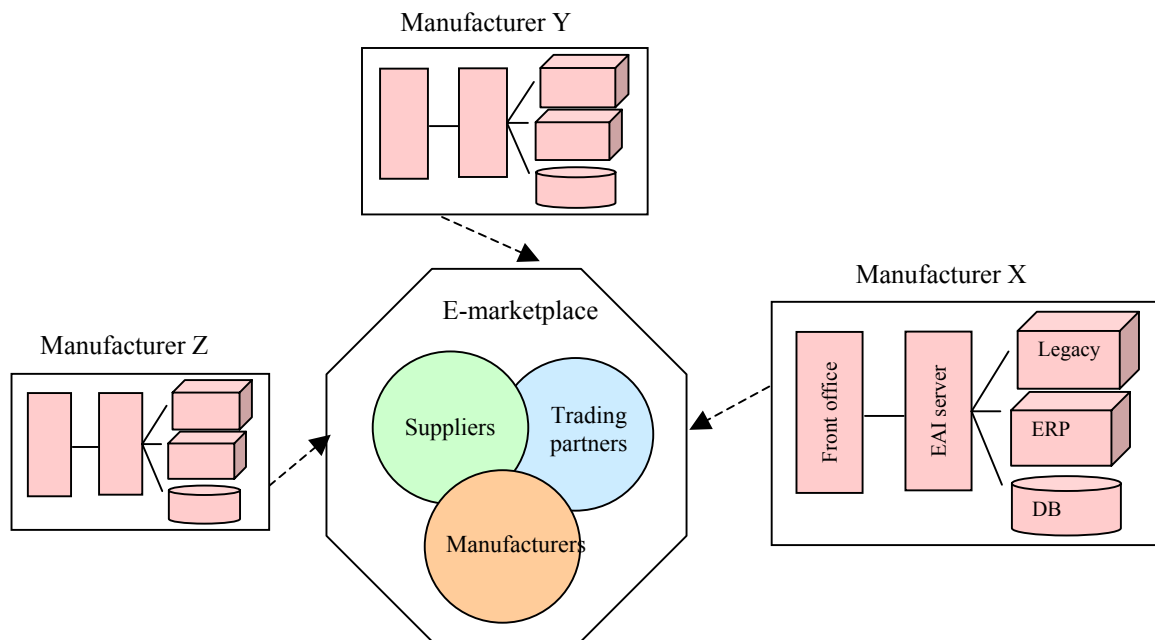 Manufacturer Y
Manufacturer X
E-marketplace
Manufacturer Z
Suppliers
Trading
partners
Manufacturers
Front office
EAI server
Legacy
ERP
DB